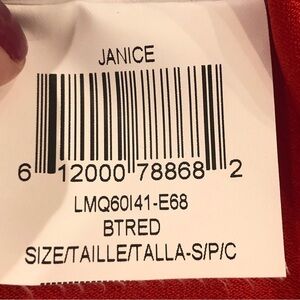 JANICE
6 12000 78868 2
LMQ60I41-E68
BTRED
SIZE/TAILLE/TALLA-S/P/C